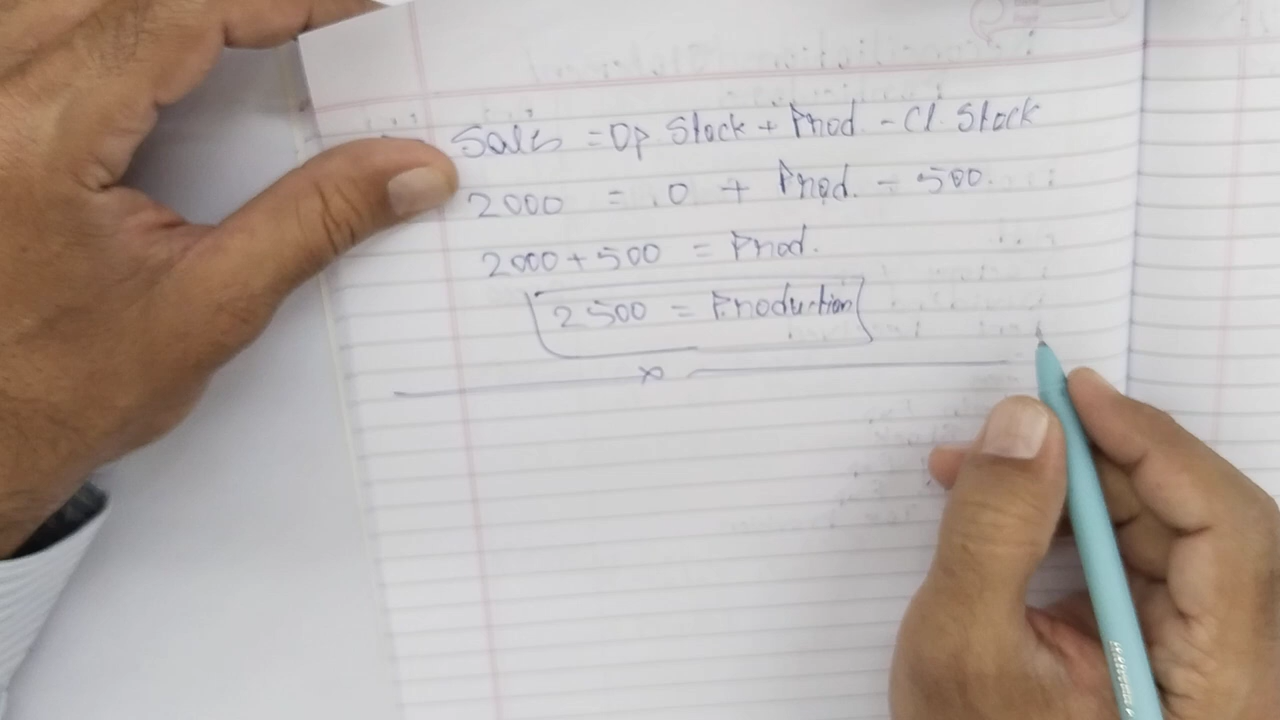 Sales = Op Stock + Prod. - Cl. Stock
2000 = 0 + Prod. - 500.
2000 + 500 = Prod.
2500 = Production
x